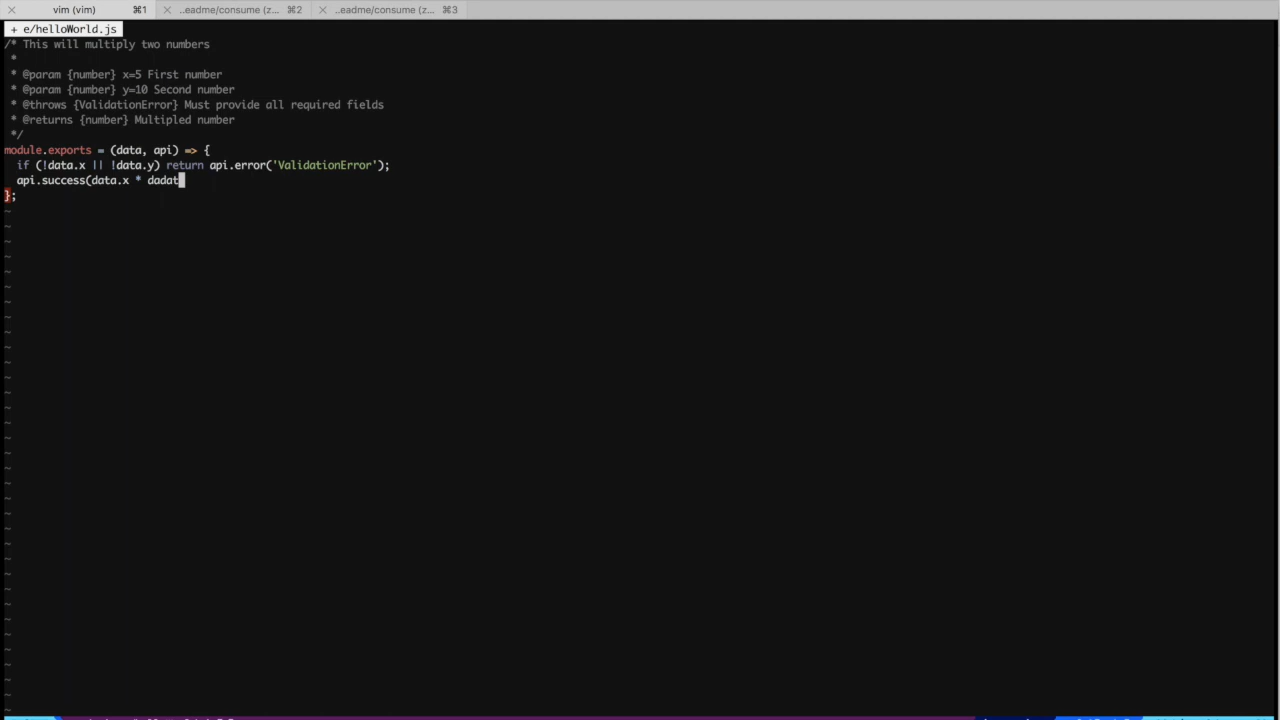 vim (vim) ⌘1 ..eadme/consume (z... ⌘2 ..eadme/consume (z... ⌘3
+ e/helloWorld.js
/* This will multiply two numbers
*
* @param {number} x=5 First number
* @param {number} y=10 Second number
* @throws {ValidationError} Must provide all required fields
* @returns {number} Multipled number
*/
module.exports = (data, api) => {
if (!data.x || !data.y) return api.error('ValidationError');
api.success(data.x * dadat
};